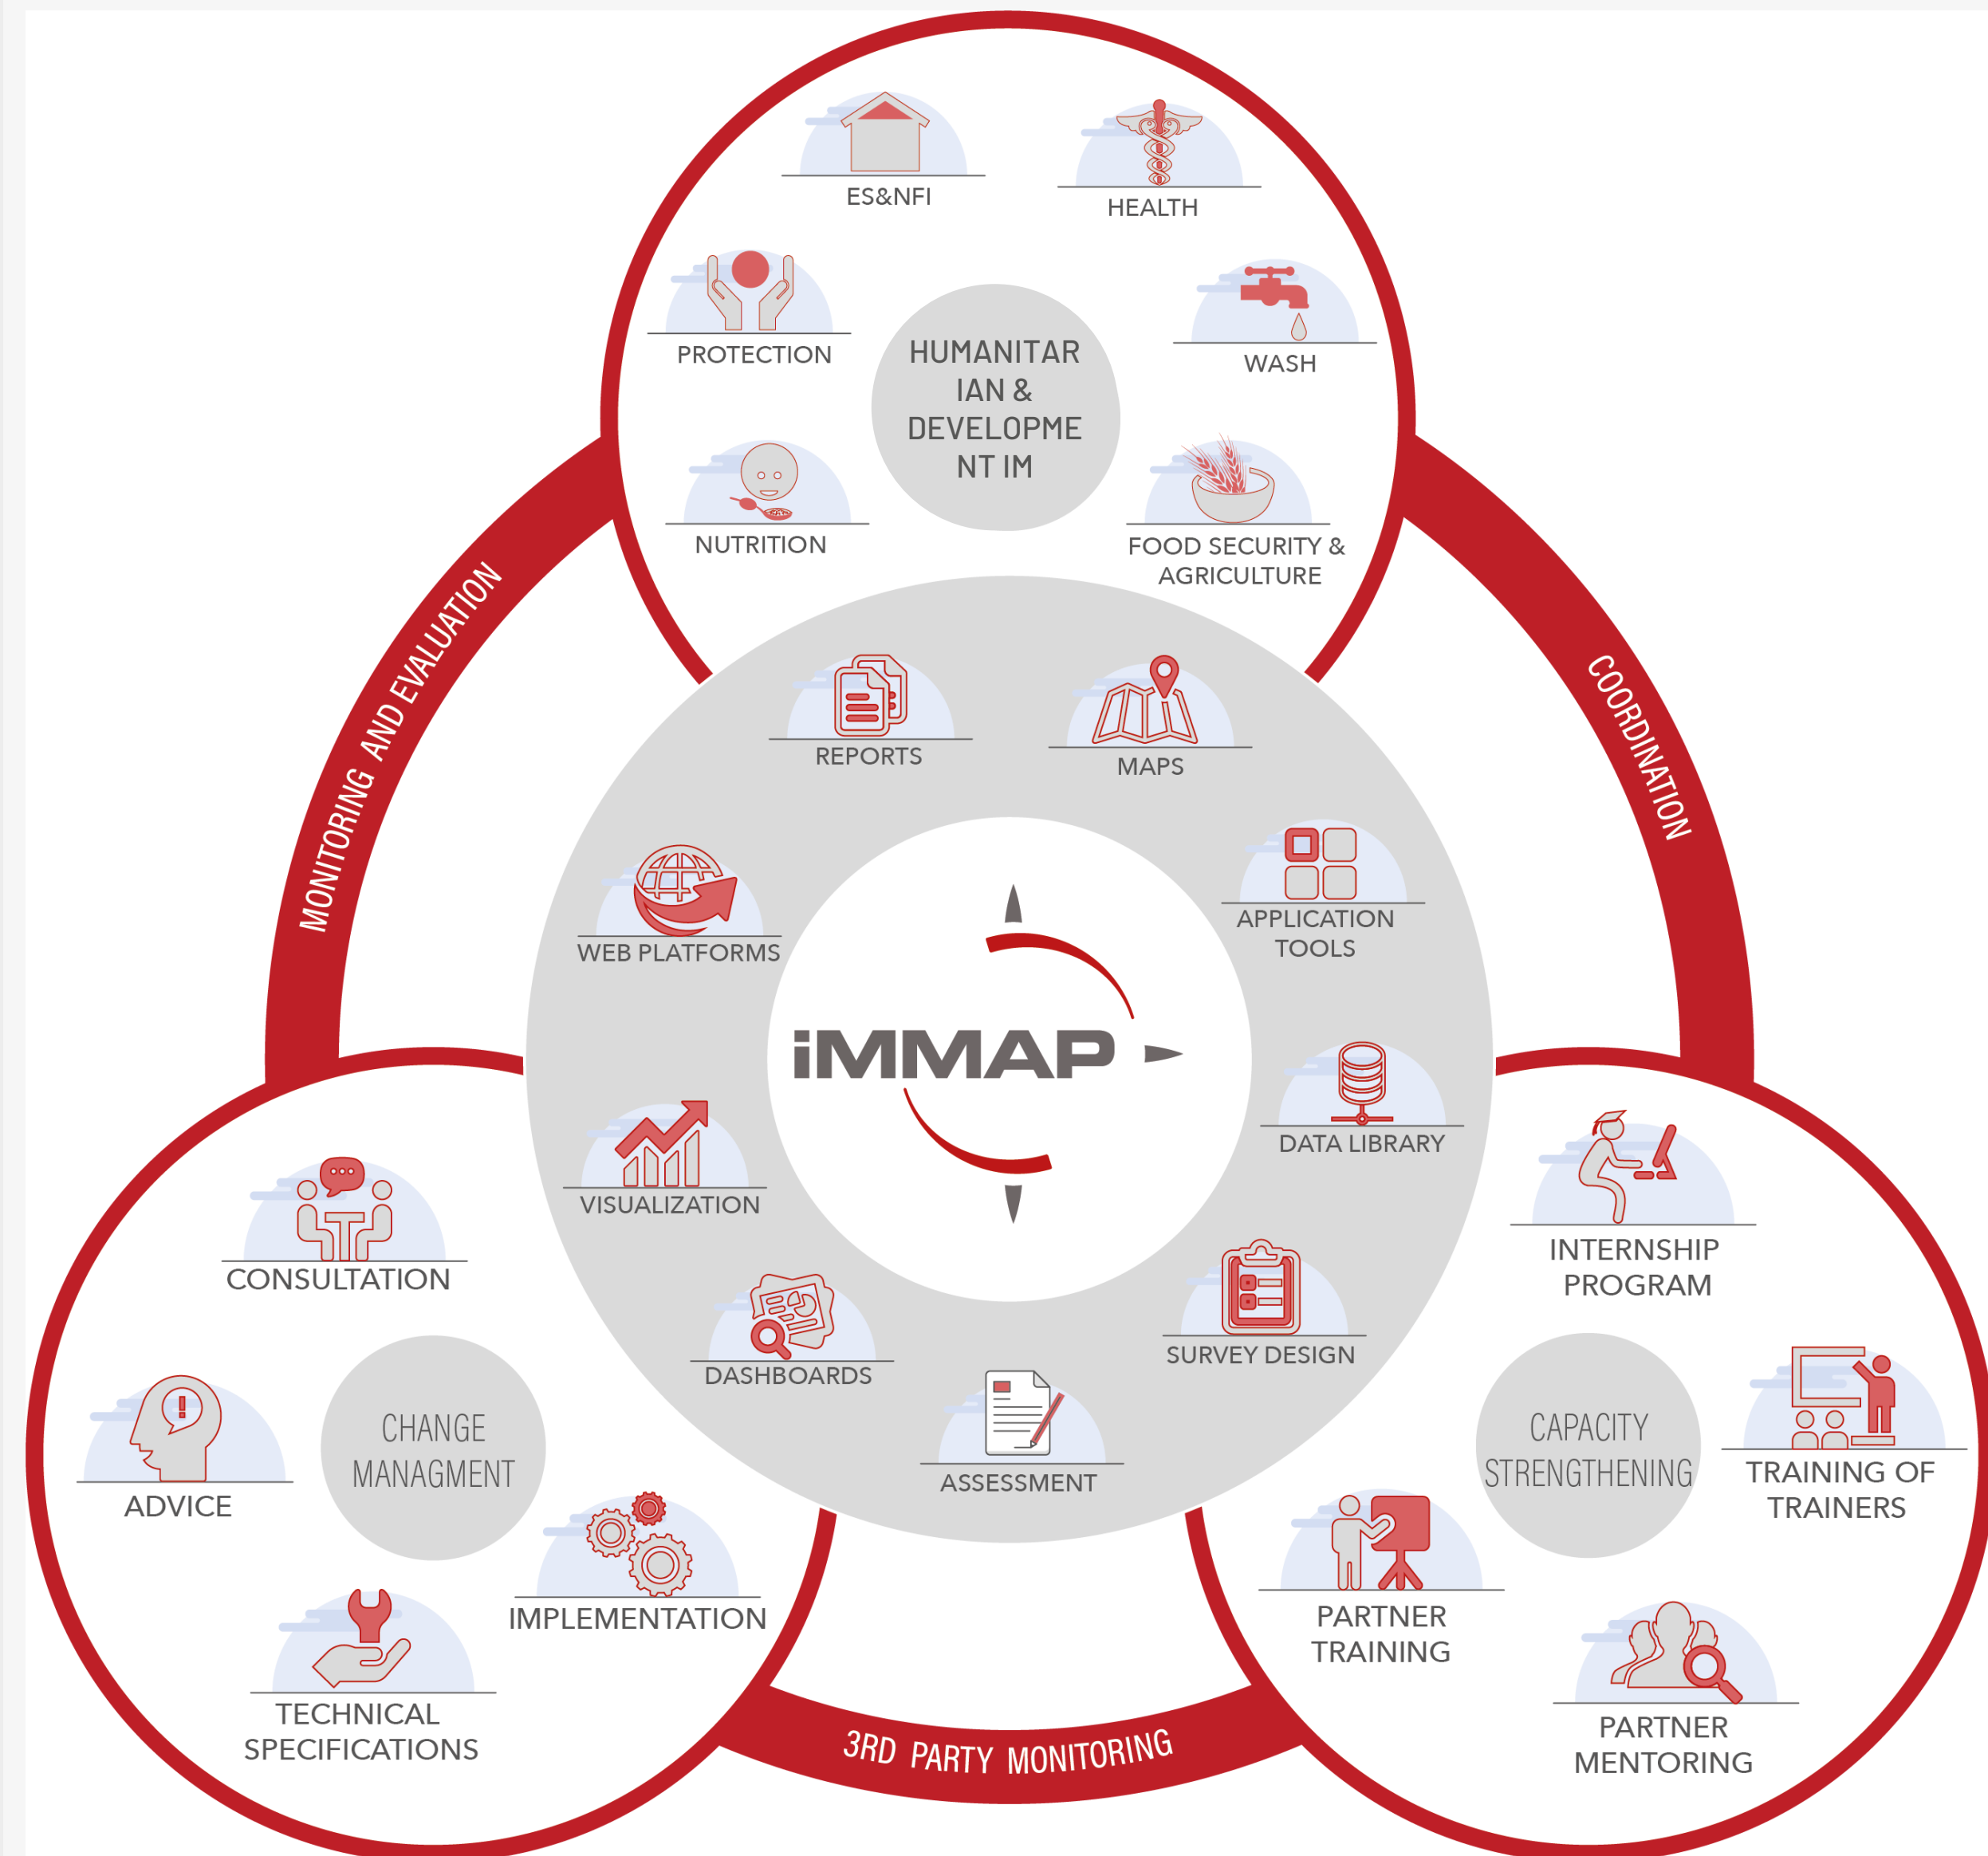 ES&NFI
HEALTH
PROTECTION
WASH
HUMANITAR
IAN &
DEVELOPME
NT IM
NUTRITION
FOOD SECURITY &
AGRICULTURE
MONITORING AND EVALUATION
COORDINATION
REPORTS
MAPS
WEB PLATFORMS
APPLICATION
TOOLS
iMMAP
DATA LIBRARY
VISUALIZATION
SURVEY DESIGN
DASHBOARDS
ASSESSMENT
CONSULTATION
ADVICE
CHANGE
MANAGMENT
IMPLEMENTATION
TECHNICAL
SPECIFICATIONS
INTERNSHIP
PROGRAM
CAPACITY
STRENGTHENING
TRAINING OF
TRAINERS
PARTNER
TRAINING
PARTNER
MENTORING
3RD PARTY MONITORING